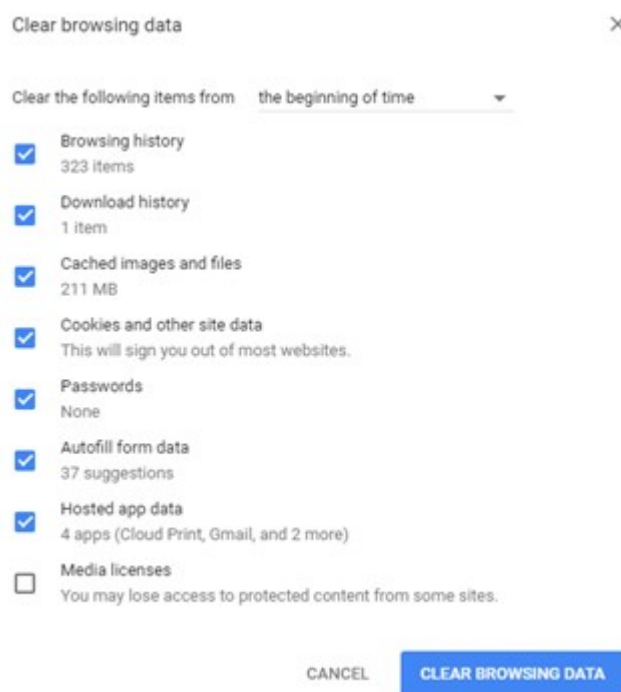 Clear browsing data
Clear the following items from the beginning of time
Browsing history
323 items
Download history
1 item
Cached images and files
211 MB
Cookies and other site data
This will sign you out of most websites.
Passwords
None
Autofill form data
37 suggestions
Hosted app data
4 apps (Cloud Print, Gmail, and 2 more)
Media licenses
You may lose access to protected content from some sites.
CANCEL CLEAR BROWSING DATA